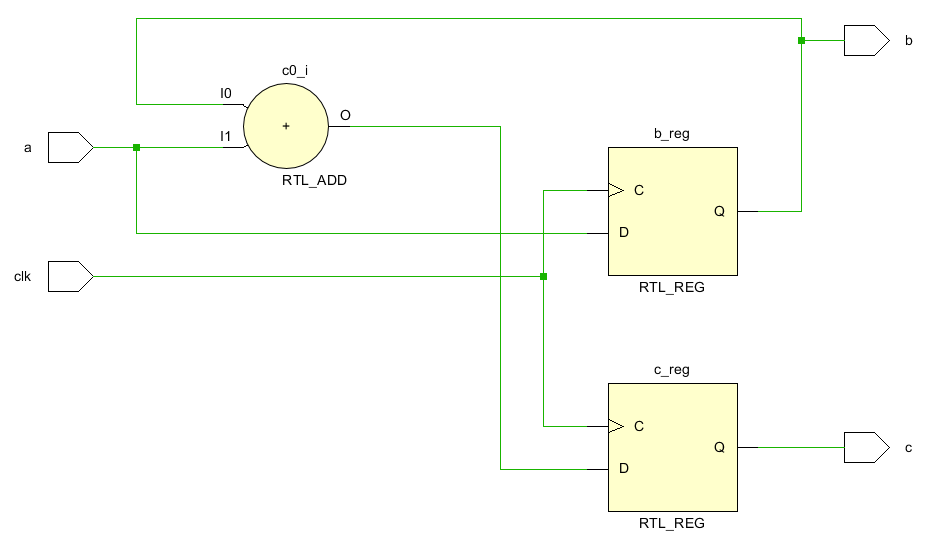 b
c0_i
I0
+
O
I1
a
RTL_ADD
b_reg
C
Q
D
clk
RTL_REG
c_reg
C
Q
c
D
RTL_REG